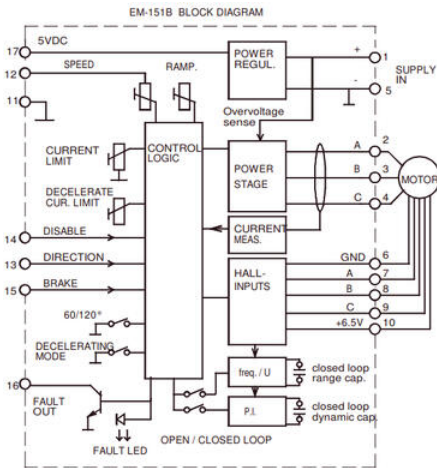 EM-151B BLOCK DIAGRAM
17
5VDC
12
SPEED
RAMP.
11
POWER
REGUL.
+
1
-
5
SUPPLY
IN
Overvoltage
sense
CURRENT
LIMIT
CONTROL
LOGIC
DECELERATE
CUR. LIMIT
POWER
STAGE
A
2
B
3
C
4
MOTOR
CURRENT
MEAS.
14
DISABLE
13
DIRECTION
15
BRAKE
HALL-
INPUTS
GND
6
A
7
B
8
C
9
+6.5V
10
60/120°
DECELERATING
MODE
16
FAULT
OUT
FAULT LED
freq. / U
closed loop
range cap.
P.I.
closed loop
dynamic cap
OPEN / CLOSED LOOP